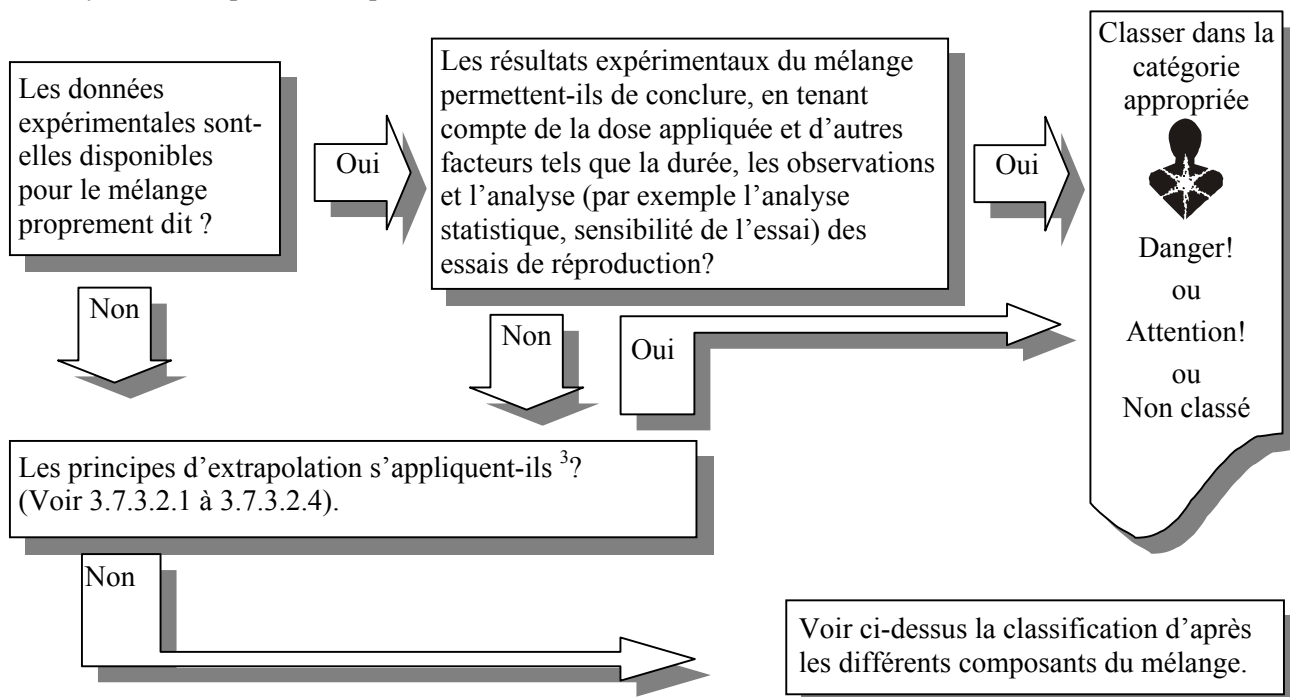 Les données
expérimentales sont-
elles disponibles
pour le mélange
proprement dit ?
Oui
Les résultats expérimentaux du mélange
permettent-ils de conclure, en tenant
compte de la dose appliquée et d’autres
facteurs tels que la durée, les observations
et l’analyse (par exemple l’analyse
statistique, sensibilité de l’essai) des
essais de réproduction?
Oui
Classer dans la
catégorie
appropriée
Danger!
ou
Attention!
ou
Non classé
Non
Non
Oui
Les principes d’extrapolation s’appliquent-ils ³?
(Voir 3.7.3.2.1 à 3.7.3.2.4).
Non
Voir ci-dessus la classification d’après
les différents composants du mélange.